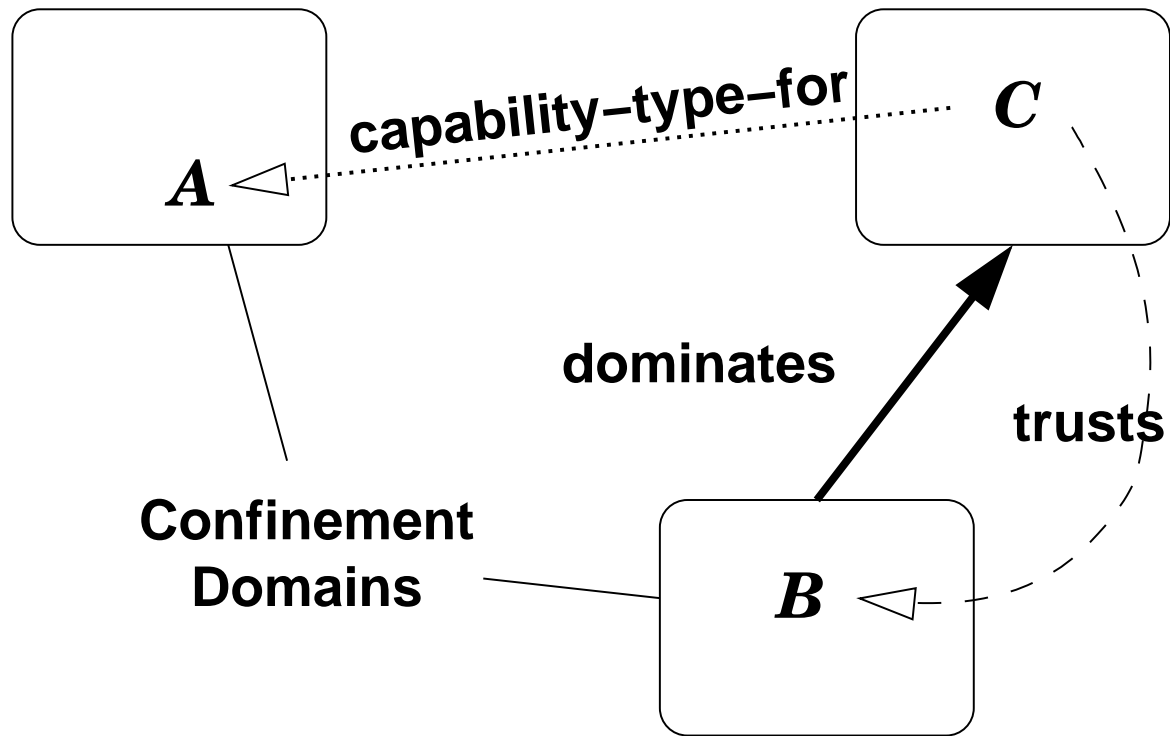 capability–type–for
C
A
dominates
trusts
Confinement
Domains
B